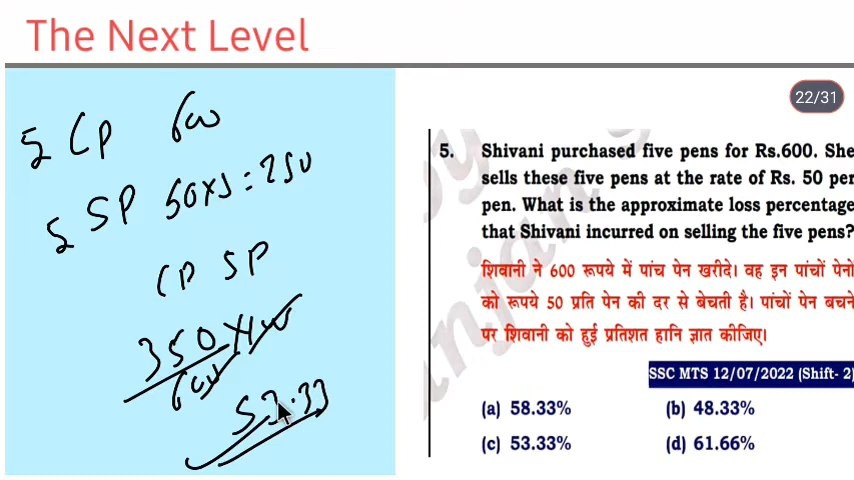 The Next Level
22/31
5 CP 600
5 SP 50x5 = 250
CP SP
350 x 100
600
53.33
5. Shivani purchased five pens for Rs.600. She
sells these five pens at the rate of Rs. 50 per
pen. What is the approximate loss percentage
that Shivani incurred on selling the five pens?
शिवानी ने 600 रूपये में पांच पेन खरीदे। वह इन पांचों पेनो
को रूपये 50 प्रति पेन की दर से बेचती है। पांचों पेन बचने
पर शिवानी को हुई प्रतिशत हानि ज्ञात कीजिए।
SSC MTS 12/07/2022 (Shift- 2)
(a) 58.33% (b) 48.33%
(c) 53.33% (d) 61.66%